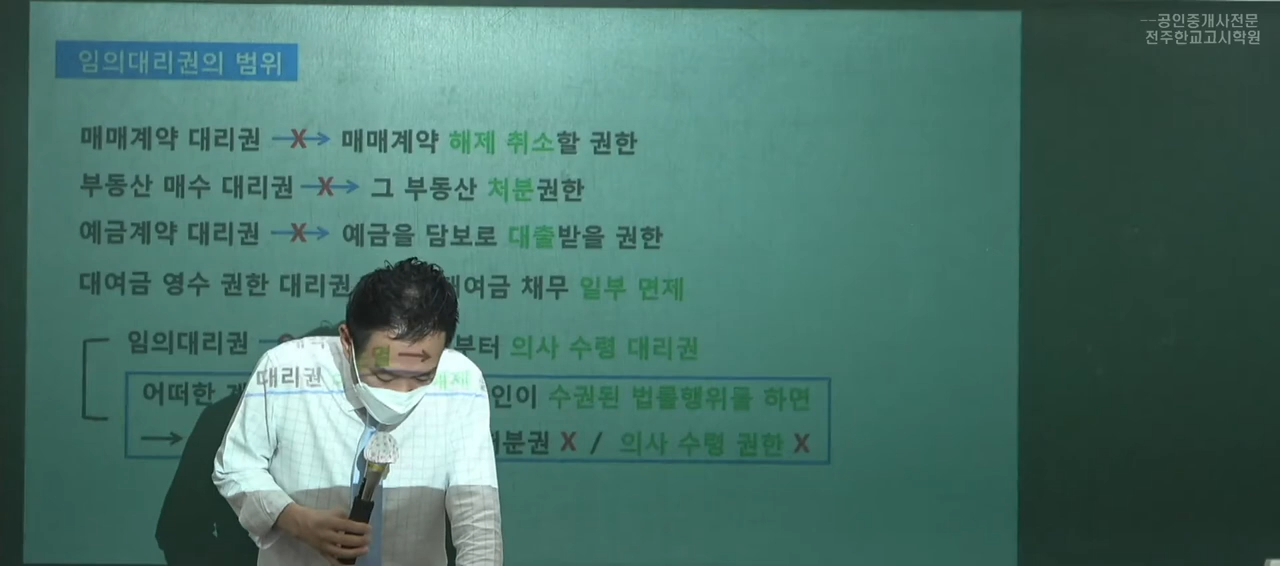 --공인중개사전문
전주한교고시학원
임의대리권의 범위
매매계약 대리권 X→ 매매계약 해제 취소할 권한
부동산 매수 대리권 X→ 그 부동산 처분권한
예금계약 대리권 X→ 예금을 담보로 대출받을 권한
대여금 영수 권한 대리권 대여금 채무 일부 면제
임의대리권 부터 의사 수령 대리권
어떠한 인이 수권된 법률행위를 하면
→ 처분권 X / 의사 수령 권한 X